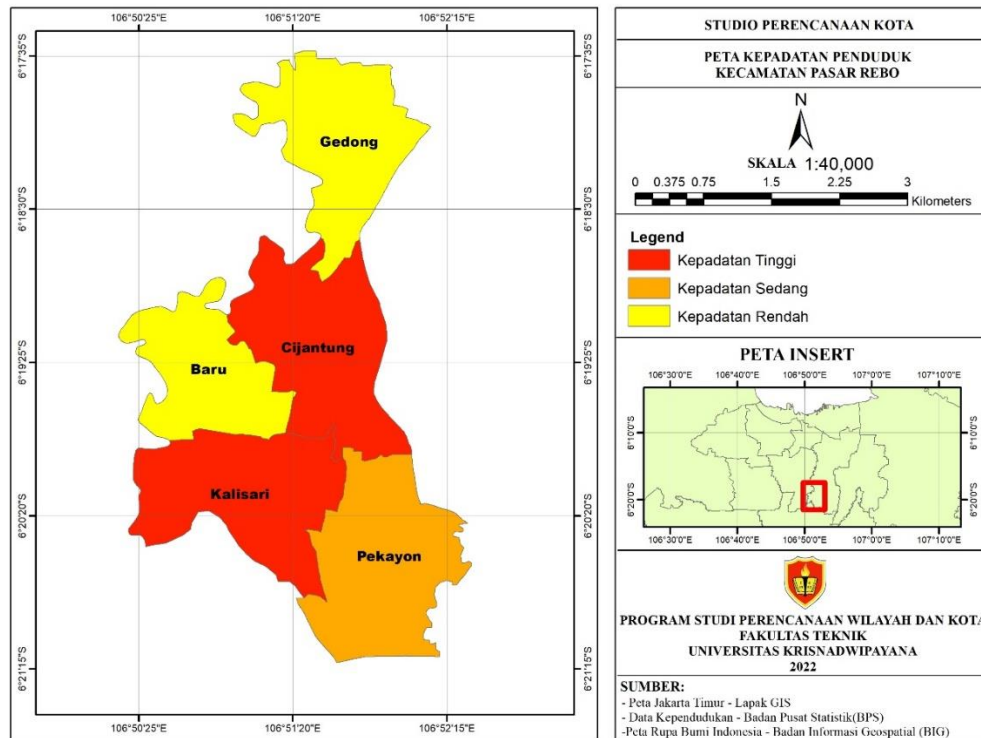 106°50'25"E 106°51'20"E 106°52'15"E
6°17'35"S 6°17'35"S
Gedong
6°18'30"S 6°18'30"S
Cijantung
6°19'25"S 6°19'25"S
Baru
Kalisari
6°20'20"S 6°20'20"S
Pekayon
6°21'15"S 6°21'15"S
106°50'25"E 106°51'20"E 106°52'15"E
STUDIO PERENCANAAN KOTA
PETA KEPADATAN PENDUDUK
KECAMATAN PASAR REBO
N
SKALA 1:40,000
0 0.375 0.75 1.5 2.25 3
Kilometers
Legend
Kepadatan Tinggi
Kepadatan Sedang
Kepadatan Rendah
PETA INSERT
106°30'0"E 106°40'0"E 106°50'0"E 107°0'0"E 107°10'0"E
6°10'0"S 6°10'0"S
6°20'0"S 6°20'0"S
106°30'0"E 106°40'0"E 106°50'0"E 107°0'0"E 107°10'0"E
PROGRAM STUDI PERENCANAAN WILAYAH DAN KOTA
FAKULTAS TEKNIK
UNIVERSITAS KRISNADWIPAYANA
2022
SUMBER:
- Peta Jakarta Timur - Lapak GIS
- Data Kependudukan - Badan Pusat Statistik(BPS)
-Peta Rupa Bumi Indonesia - Badan Informasi Geospatial (BIG)